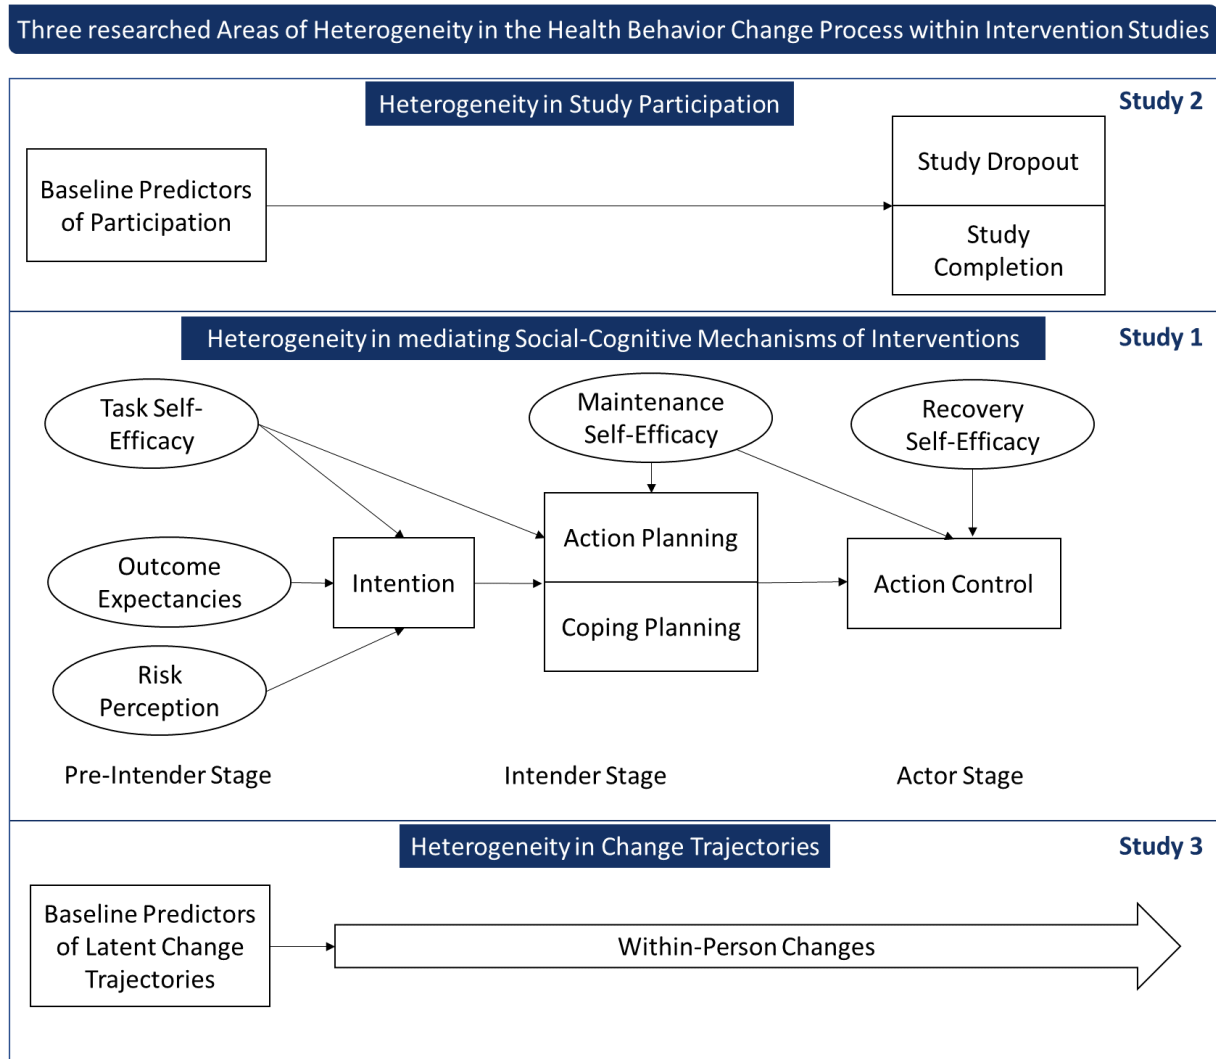 Three researched Areas of Heterogeneity in the Health Behavior Change Process within Intervention Studies
Heterogeneity in Study Participation
Study 2
Baseline Predictors
of Participation
Study Dropout
Study
Completion
Heterogeneity in mediating Social-Cognitive Mechanisms of Interventions
Study 1
Task Self-
Efficacy
Maintenance
Self-Efficacy
Recovery
Self-Efficacy
Outcome
Expectancies
Intention
Action Planning
Coping Planning
Action Control
Risk
Perception
Pre-Intender Stage
Intender Stage
Actor Stage
Heterogeneity in Change Trajectories
Study 3
Baseline Predictors
of Latent Change
Trajectories
Within-Person Changes